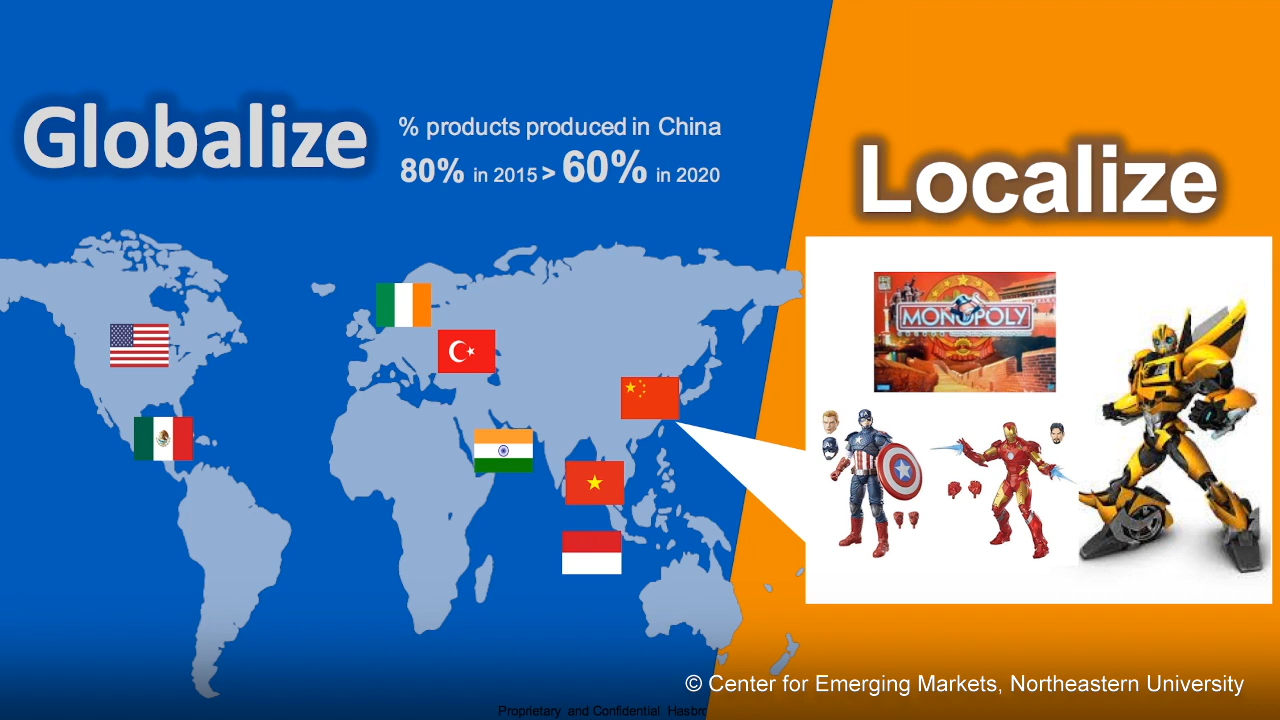 Globalize
% products produced in China
80% in 2015 > 60% in 2020
Localize
MONOPOLY
© Center for Emerging Markets, Northeastern University
Proprietary and Confidential Hasbro